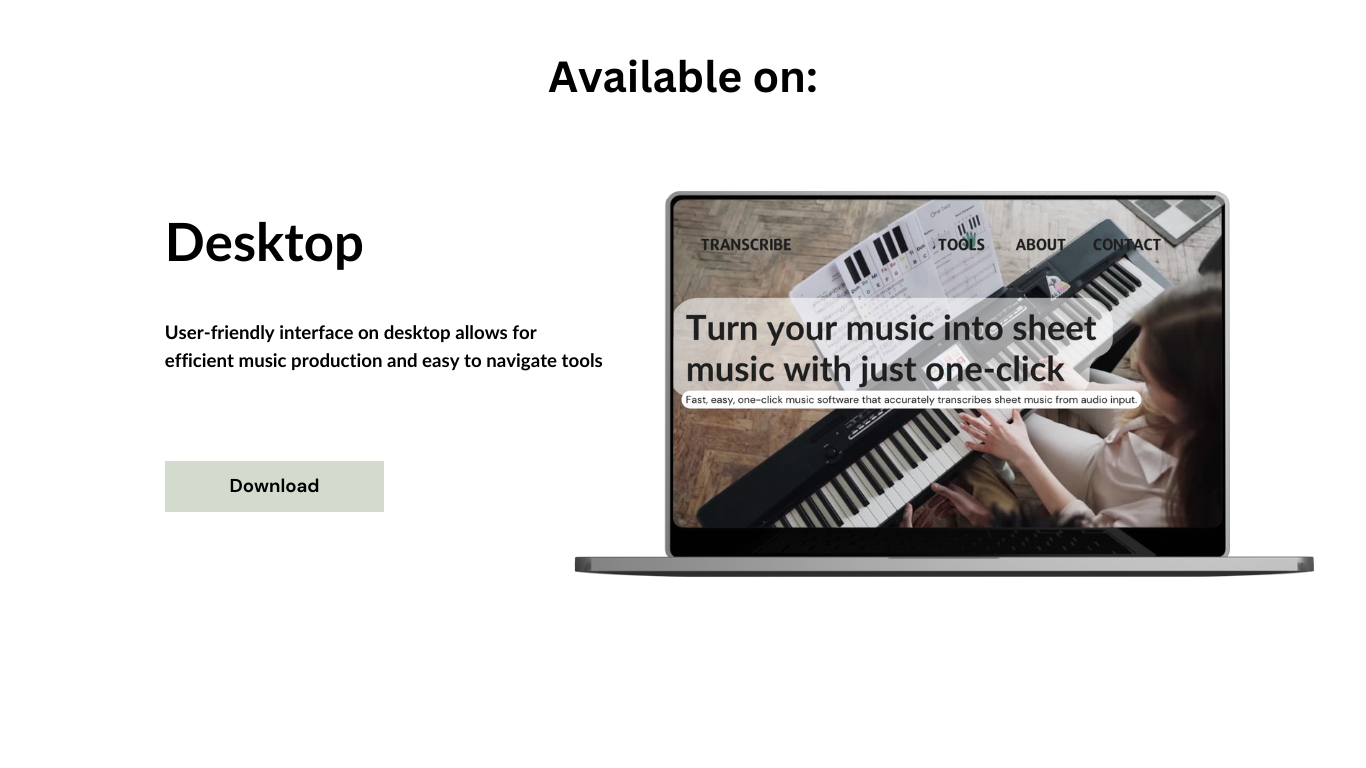 Available on:
Desktop
User-friendly interface on desktop allows for
efficient music production and easy to navigate tools
Download
TRANSCRIBE
TOOLS
ABOUT
CONTACT
Turn your music into sheet
music with just one-click
Fast, easy, one-click music software that accurately transcribes sheet music from audio input.